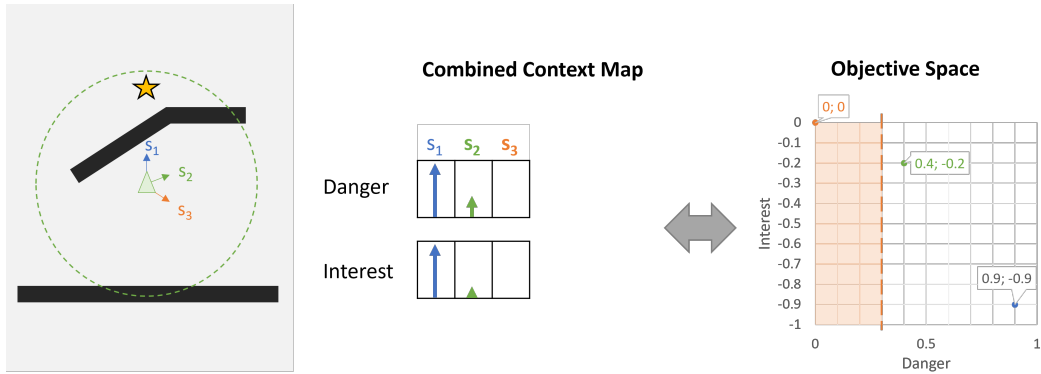 S1
S2
S3
Combined Context Map
S1 S2 S3
Danger
Interest
Objective Space
0; 0
0.4; -0.2
0.9; -0.9
0
-0.1
-0.2
-0.3
-0.4
-0.5
-0.6
-0.7
-0.8
-0.9
-1
Interest
0 0.5 1
Danger